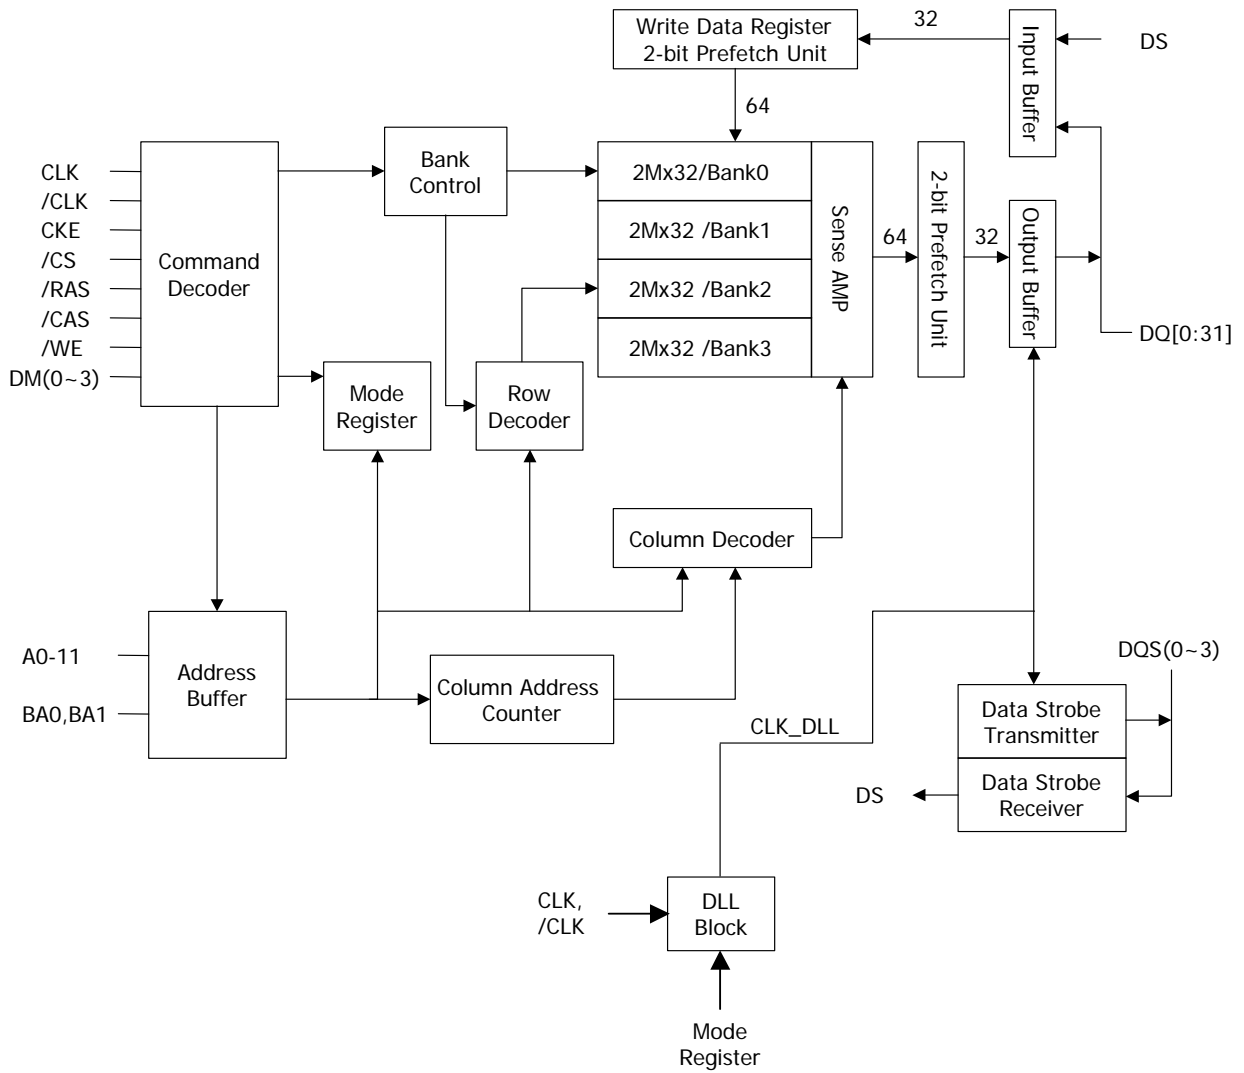 Write Data Register
2-bit Prefetch Unit
32
Input Buffer
DS
64
CLK
/CLK
CKE
/CS
/RAS
/CAS
/WE
DM(0~3)
Command
Decoder
Bank
Control
2Mx32/Bank0
2Mx32 /Bank1
2Mx32 /Bank2
2Mx32 /Bank3
Sense AMP
64
2-bit Prefetch Unit
32
Output Buffer
DQ[0:31]
Mode
Register
Row
Decoder
Column Decoder
A0-11
BA0,BA1
Address
Buffer
Column Address
Counter
CLK_DLL
DQS(0~3)
Data Strobe
Transmitter
Data Strobe
Receiver
DS
CLK,
/CLK
DLL
Block
Mode
Register